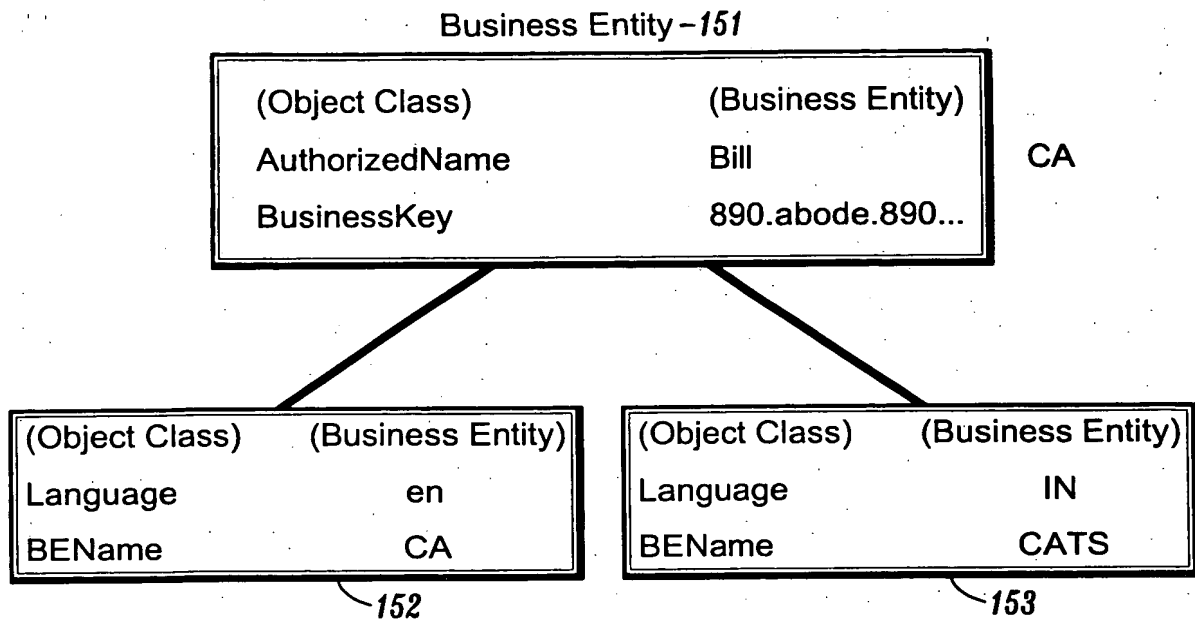 Business Entity-151
(Object Class) (Business Entity)
AuthorizedName Bill CA
BusinessKey 890.abode.890...
(Object Class) (Business Entity) (Object Class) (Business Entity)
Language en Language IN
BEName CA BEName CATS
152 153